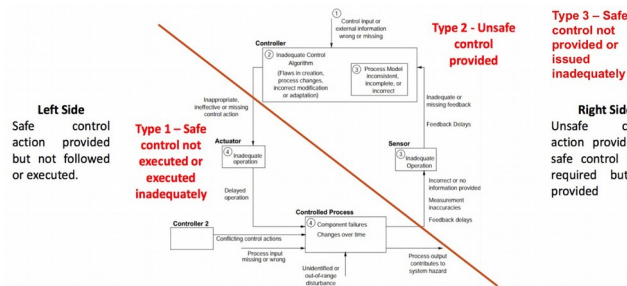 Type 2 - Unsafe
control
provided
Type 3 – Safe
control not
provided or
issued
inadequately
Control input or
external information
wrong or missing
1
Controller
2 Inadequate Control
Algorithm
(Flaws in creation,
process changes,
incorrect modification
or adaptation)
3 Process Model
inconsistent,
incomplete, or
incorrect
Left Side
Safe control
action provided
but not followed
or executed.
Type 1 – Safe
control not
executed or
executed
inadequately
Inappropriate,
ineffective or missing
control action
Actuator
4 Inadequate
operation
Delayed
operation
Inadequate or
missing feedback
Feedback Delays
Sensor
3 Inadequate
Operation
Incorrect or no
information provided
Measurement
inaccuracies
Feedback delays
Right Side
Unsafe
action
safe control
required but
provided
Controller 2
Conflicting control actions
Process input
missing or wrong
Controlled Process
4 Component failures
Changes over time
Unidentified or
out-of-range
disturbance
Process output
contributes to
system hazard